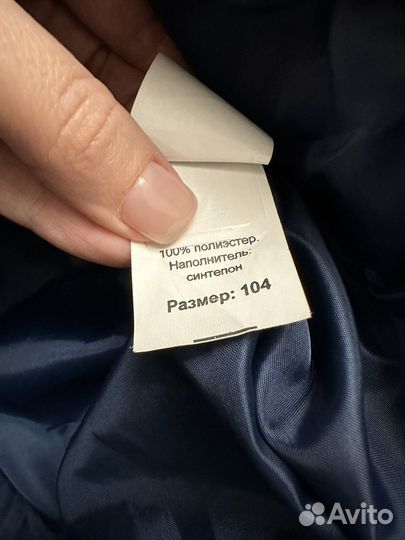 100% полиэстер.
Наполнитель:
синтепон
Размер: 104
Avito